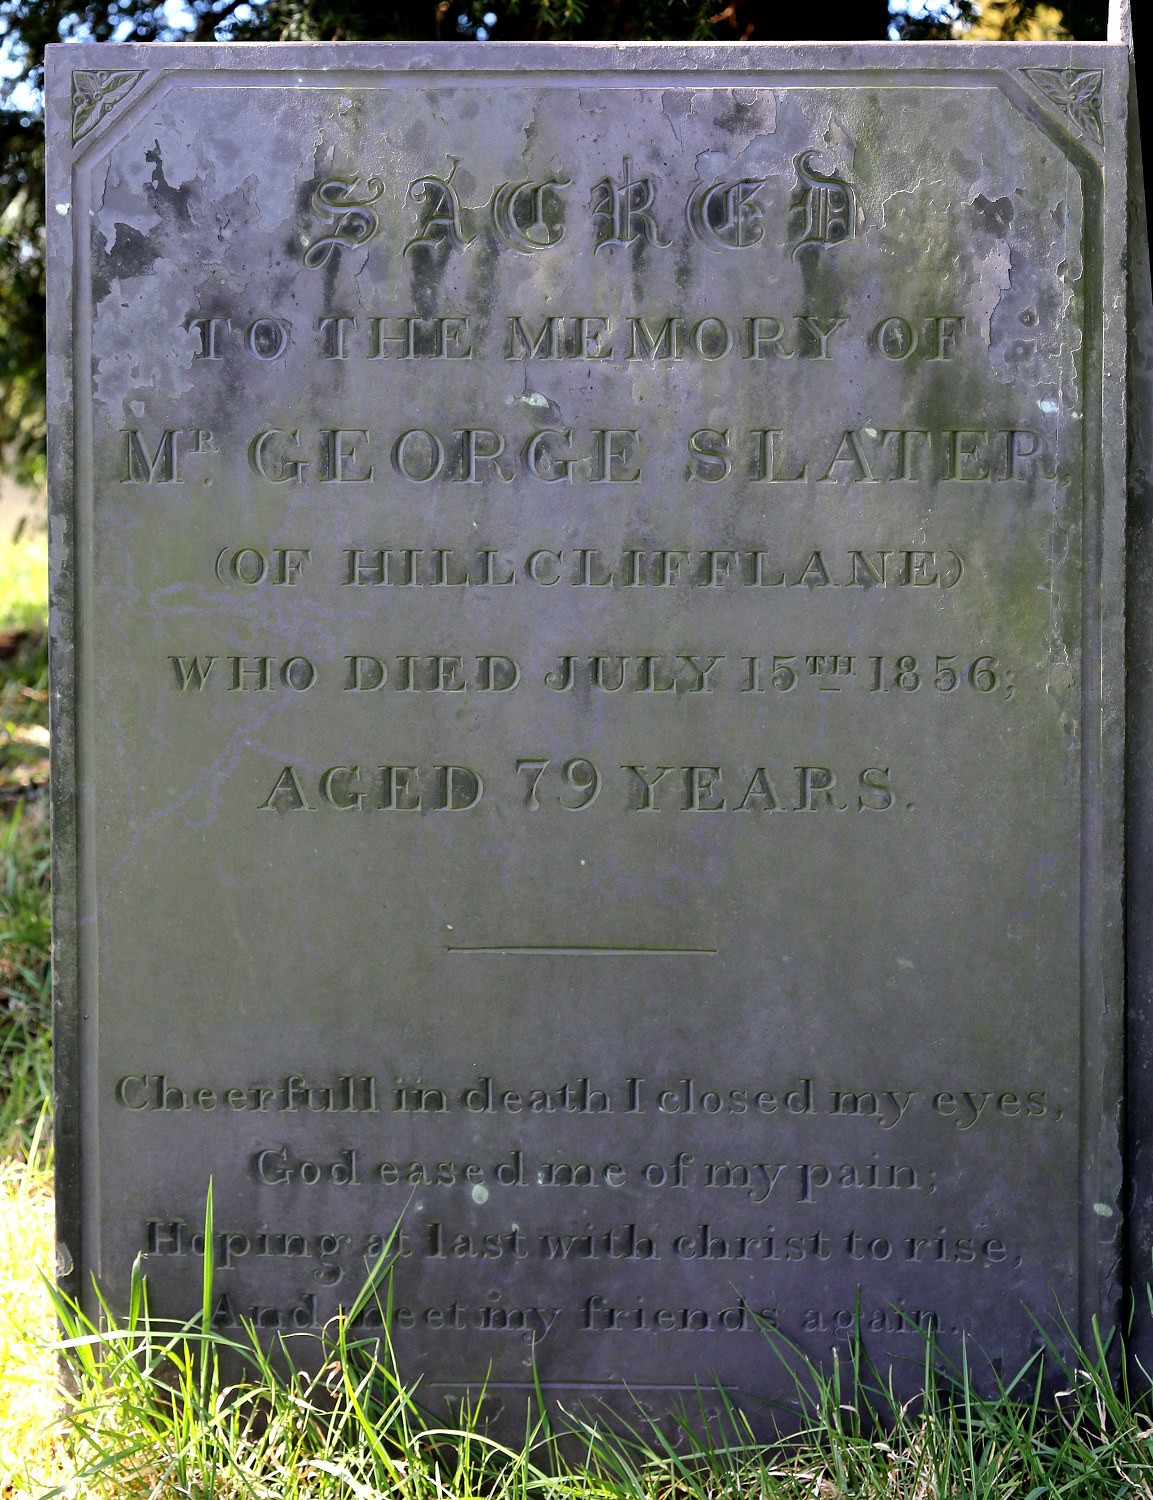 SACRED
TO THE MEMORY OF
MR. GEORGE SLATER,
(OF HILLCLIFFLANE)
WHO DIED JULY 15TH 1856;
AGED 79 YEARS.
Cheerfull in death I closed my eyes,
God eased me of my pain;
Hoping at last with christ to rise,
And meet my friends again.